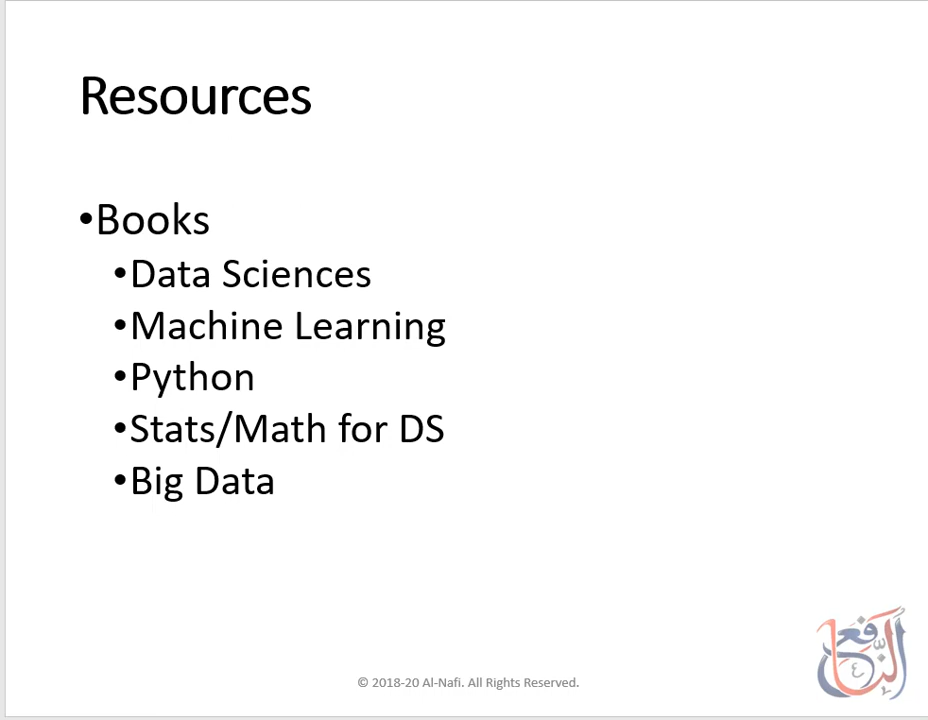 Resources
•Books
•Data Sciences
•Machine Learning
•Python
•Stats/Math for DS
•Big Data
© 2018-20 Al-Nafi. All Rights Reserved.
النافع